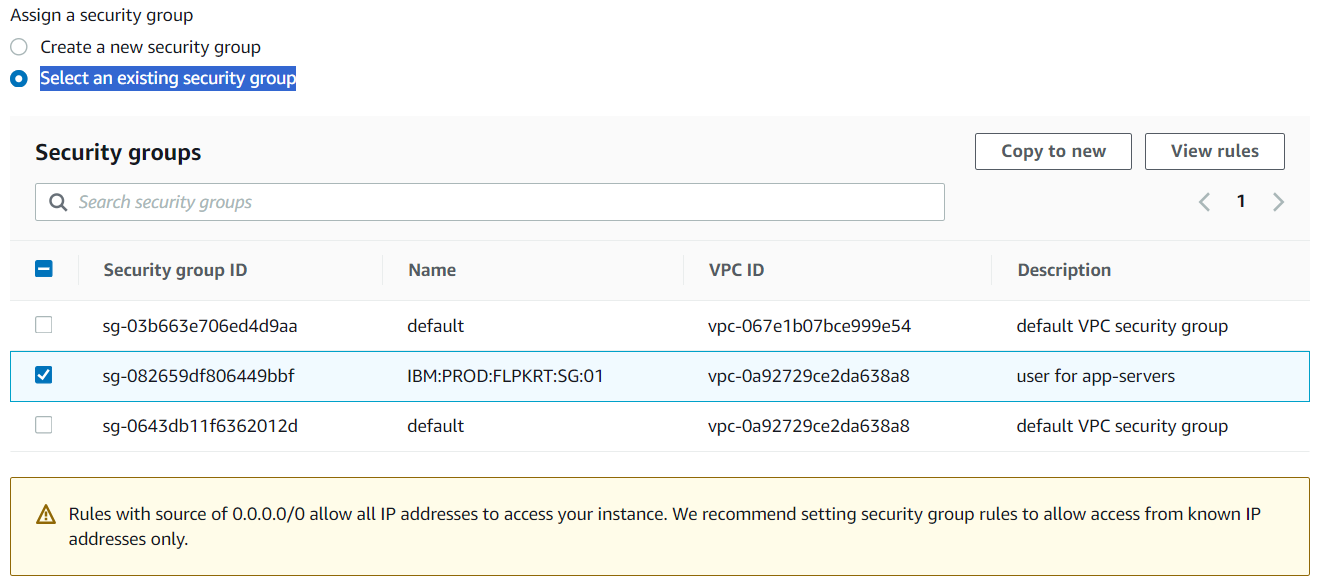 Assign a security group
Create a new security group
Select an existing security group
Security groups
Copy to new
View rules
Search security groups
1
Security group ID Name VPC ID Description
sg-03b663e706ed4d9aa default vpc-067e1b07bce999e54 default VPC security group
sg-082659df806449bbf IBM:PROD:FLPKRT:SG:01 vpc-0a92729ce2da638a8 user for app-servers
sg-0643db11f6362012d default vpc-0a92729ce2da638a8 default VPC security group
Rules with source of 0.0.0.0/0 allow all IP addresses to access your instance. We recommend setting security group rules to allow access from known IP
addresses only.